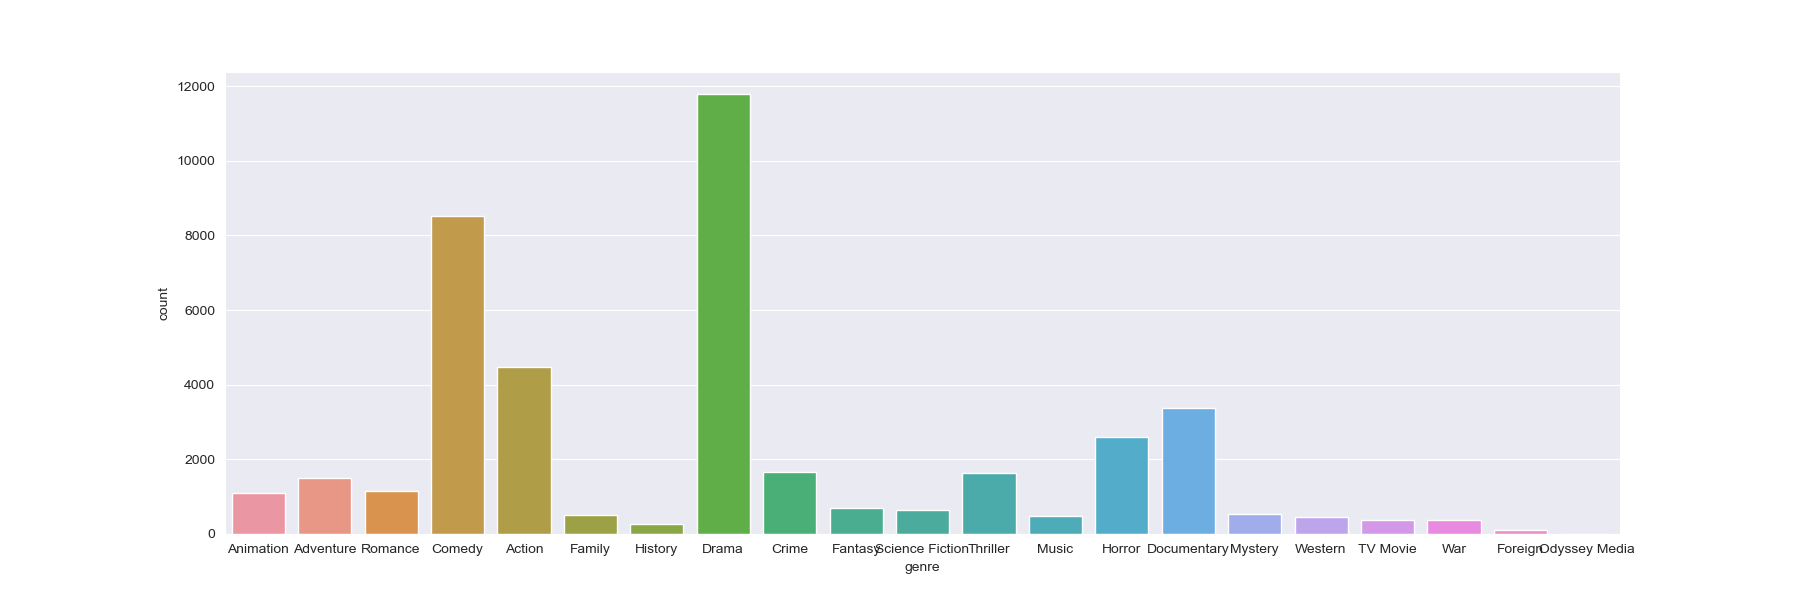 12000
10000
8000
6000
4000
2000
0
count
Animation Adventure Romance Comedy Action Family History Drama Crime Fantasy Science Fiction Thriller Music Horror Documentary Mystery Western TV Movie War Foreign Odyssey Media
genre